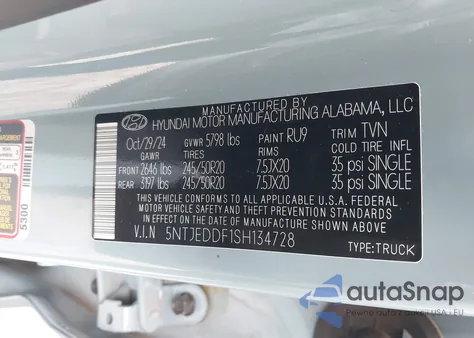 MANUFACTURED BY
HYUNDAI MOTOR MANUFACTURING ALABAMA, LLC
Oct/29/24 GVWR 5798 lbs PAINT RU9 TRIM TVN
GAWR TIRES RIMS COLD TIRE INFL
FRONT 2646 lbs 245/50R20 7.5JX20 35 psi SINGLE
REAR 3197 lbs 245/50R20 7.5JX20 35 psi SINGLE
THIS VEHICLE CONFORMS TO ALL APPLICABLE FEDERAL
MOTOR VEHICLE SAFETY STANDARDS IN EFFECT ON
THE DATE OF MANUFACTURE SHOWN ABOVE.
V.I.N 5NTJEDDF1SH134728 TYPE:TRUCK
5300
autoSnap
Pewne auto z